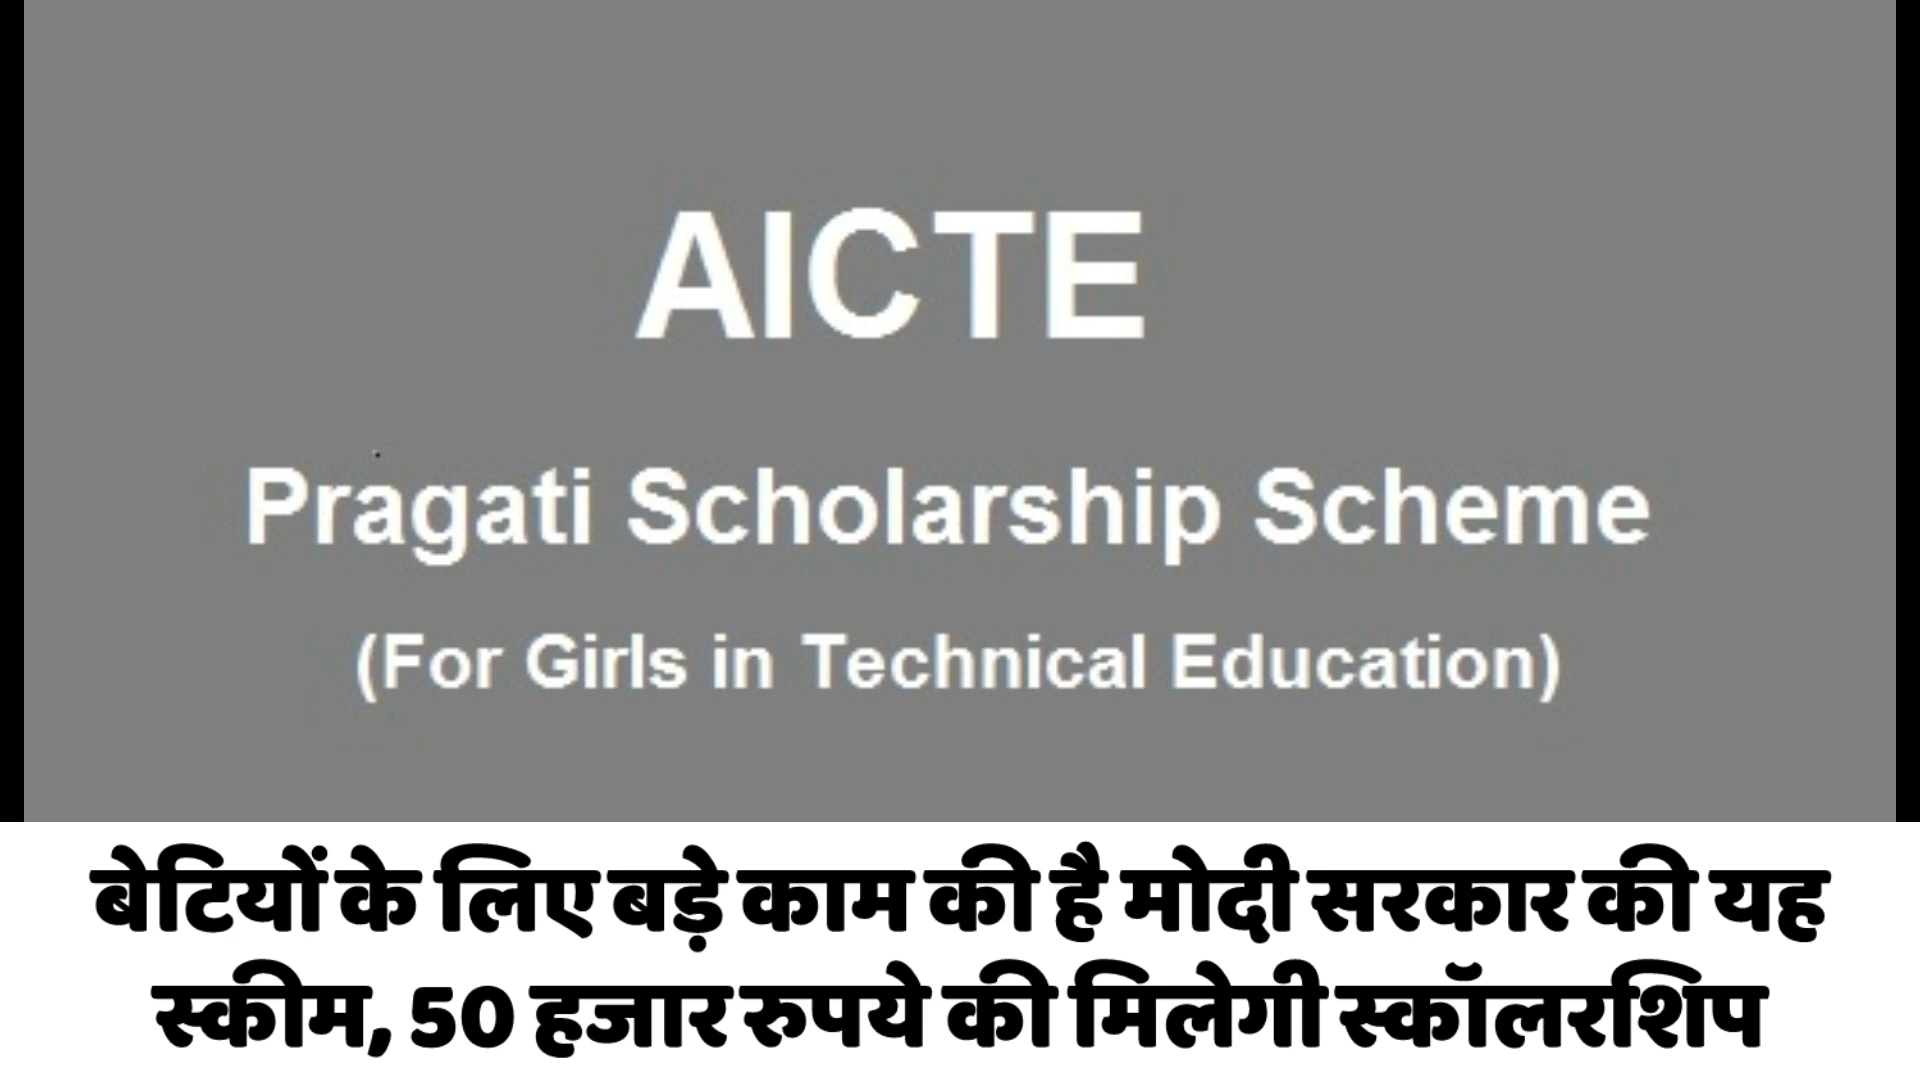 AICTE
Pragati Scholarship Scheme
(For Girls in Technical Education)
बेटियों के लिए बड़े काम की है मोदी सरकार की यह
स्कीम, 50 हजार रुपये की मिलेगी स्कॉलरशिप